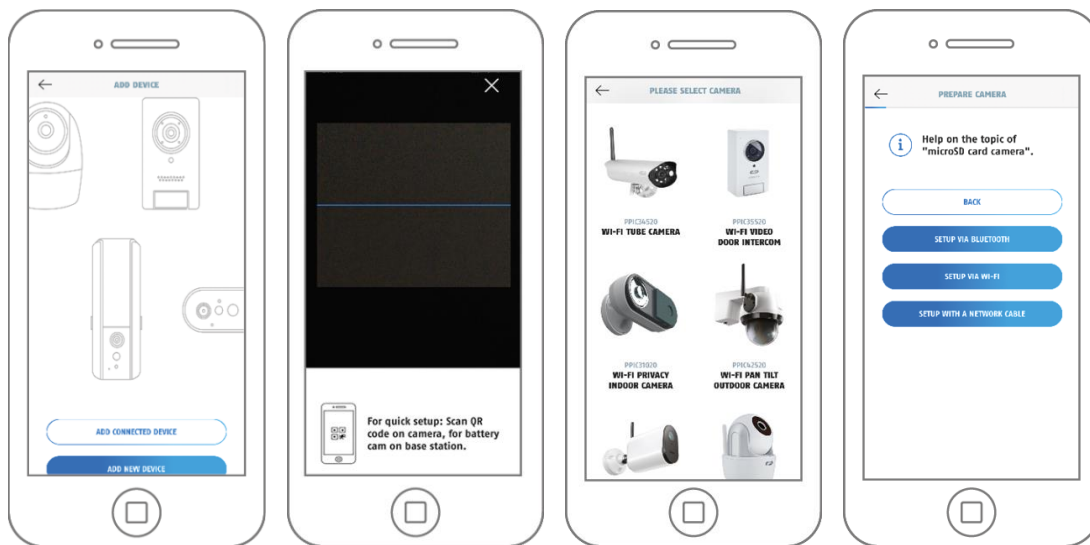 ADD DEVICE
ADD CONNECTED DEVICE
ADD NEW DEVICE
For quick setup: Scan QR
code on camera, for battery
cam on base station.
PLEASE SELECT CAMERA
PPIC34520
WI-FI TUBE CAMERA
PPIC35520
WI-FI VIDEO
DOOR INTERCOM
PPIC31020
WI-FI PRIVACY
INDOOR CAMERA
PPIC42520
WI-FI PAN TILT
OUTDOOR CAMERA
PREPARE CAMERA
Help on the topic of
"microSD card camera".
BACK
SETUP VIA BLUETOOTH
SETUP VIA WI-FI
SETUP WITH A NETWORK CABLE